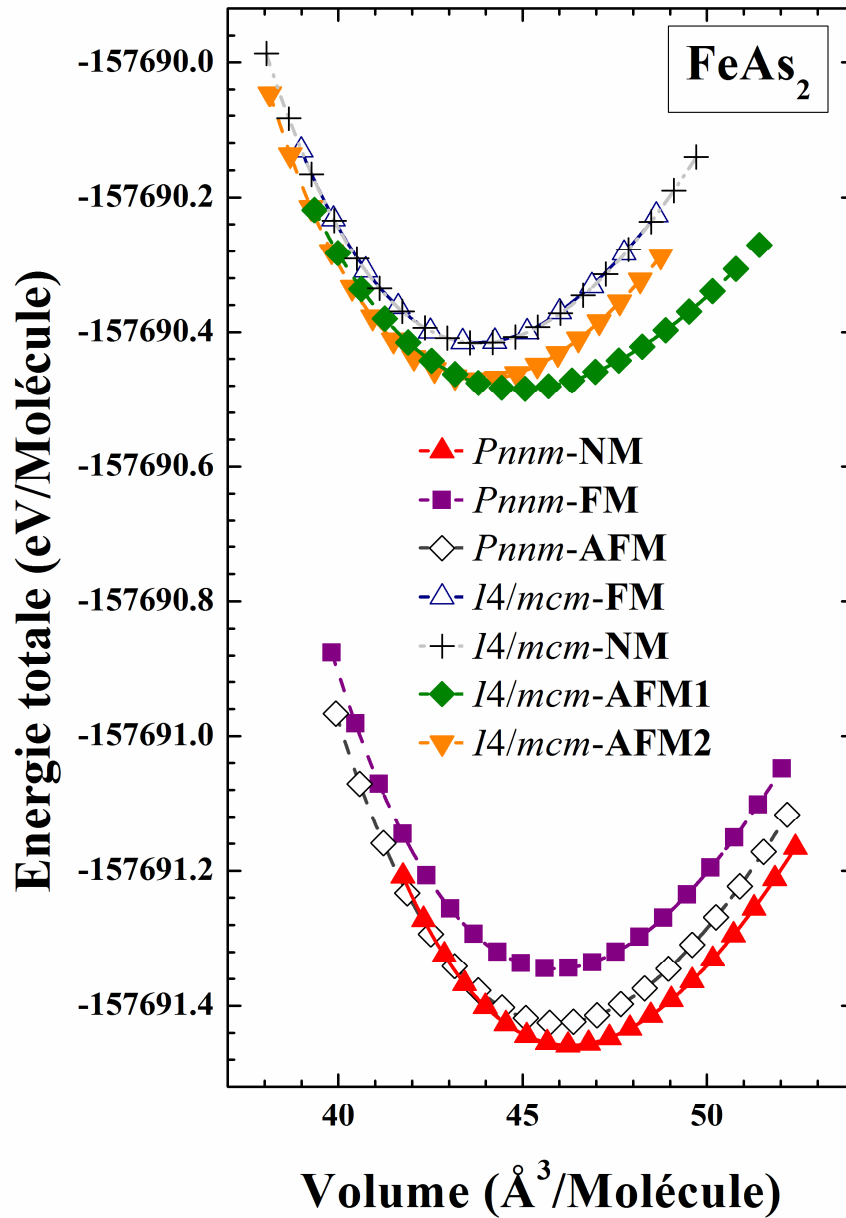 FeAs₂
-157690.0
-157690.2
-157690.4
-157690.6
-157690.8
-157691.0
-157691.2
-157691.4
Energie totale (eV/Molécule)
Pnnm-NM
Pnnm-FM
Pnnm-AFM
I4/mcm-FM
I4/mcm-NM
I4/mcm-AFM1
I4/mcm-AFM2
40 45 50
Volume (Å³/Molécule)